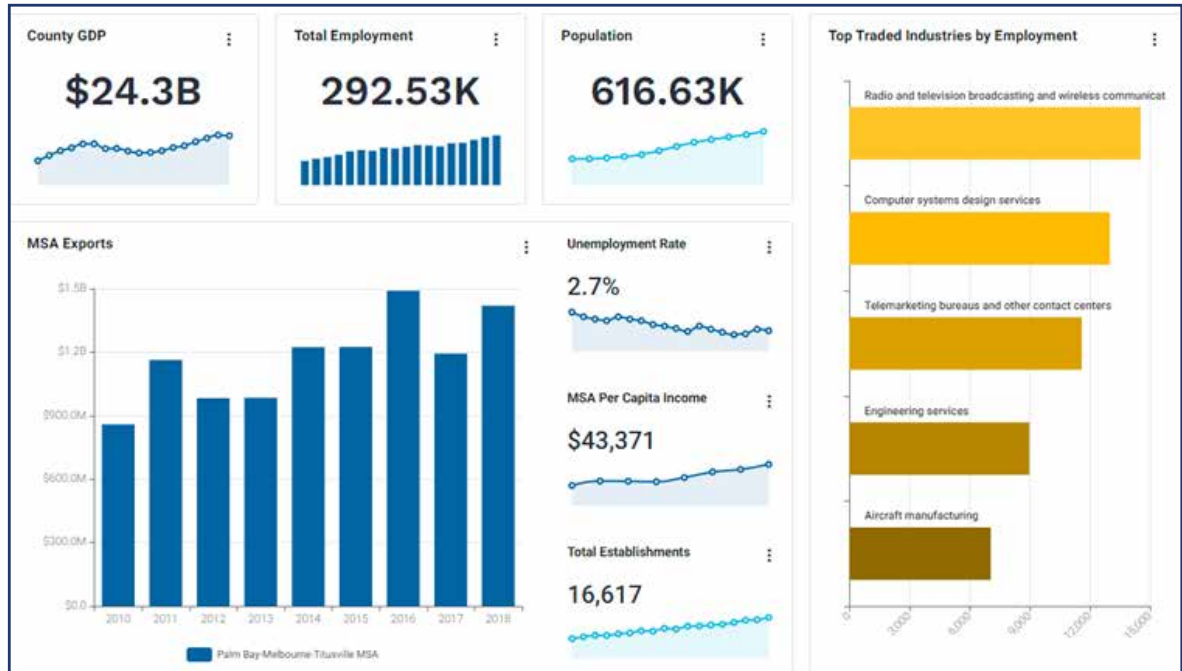 County GDP
$24.3B
Total Employment
292.53K
Population
616.63K
Top Traded Industries by Employment
Radio and television broadcasting and wireless communicat
Computer systems design services
Telemarketing bureaus and other contact centers
Engineering services
Aircraft manufacturing
0 3,000 6,000 9,000 12,000 15,000
MSA Exports
$1.5B
$1.2B
$900.0M
$600.0M
$300.0M
$0.0
2010 2011 2012 2013 2014 2015 2016 2017 2018
Palm Bay-Melbourne-Titusville MSA
Unemployment Rate
2.7%
MSA Per Capita Income
$43,371
Total Establishments
16,617